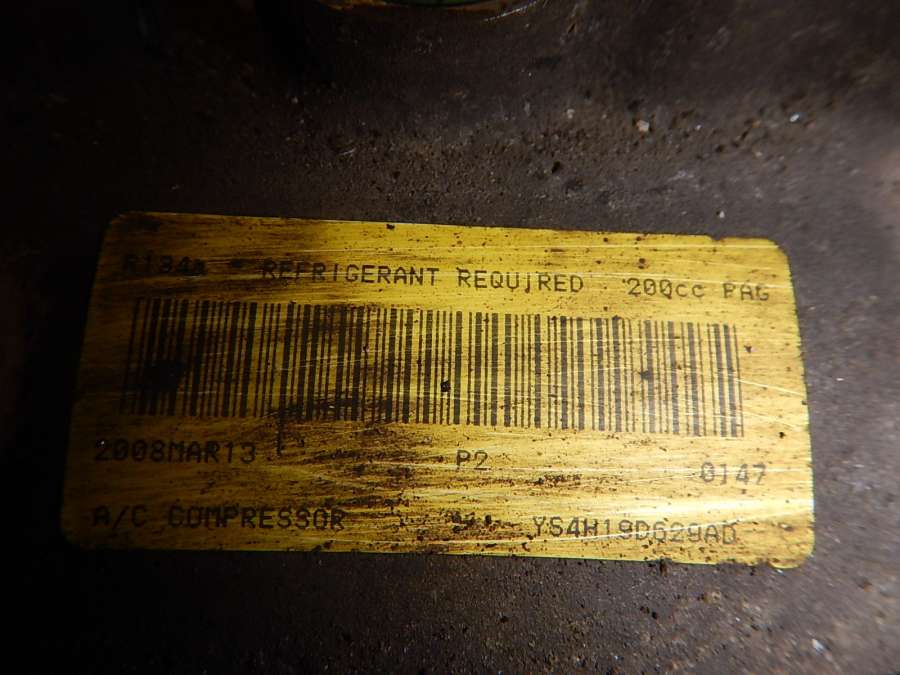 R134a - REFRIGERANT REQUIRED 200cc PAG
2008MAR13 P2 0147
A/C COMPRESSOR YS4H19D629AD